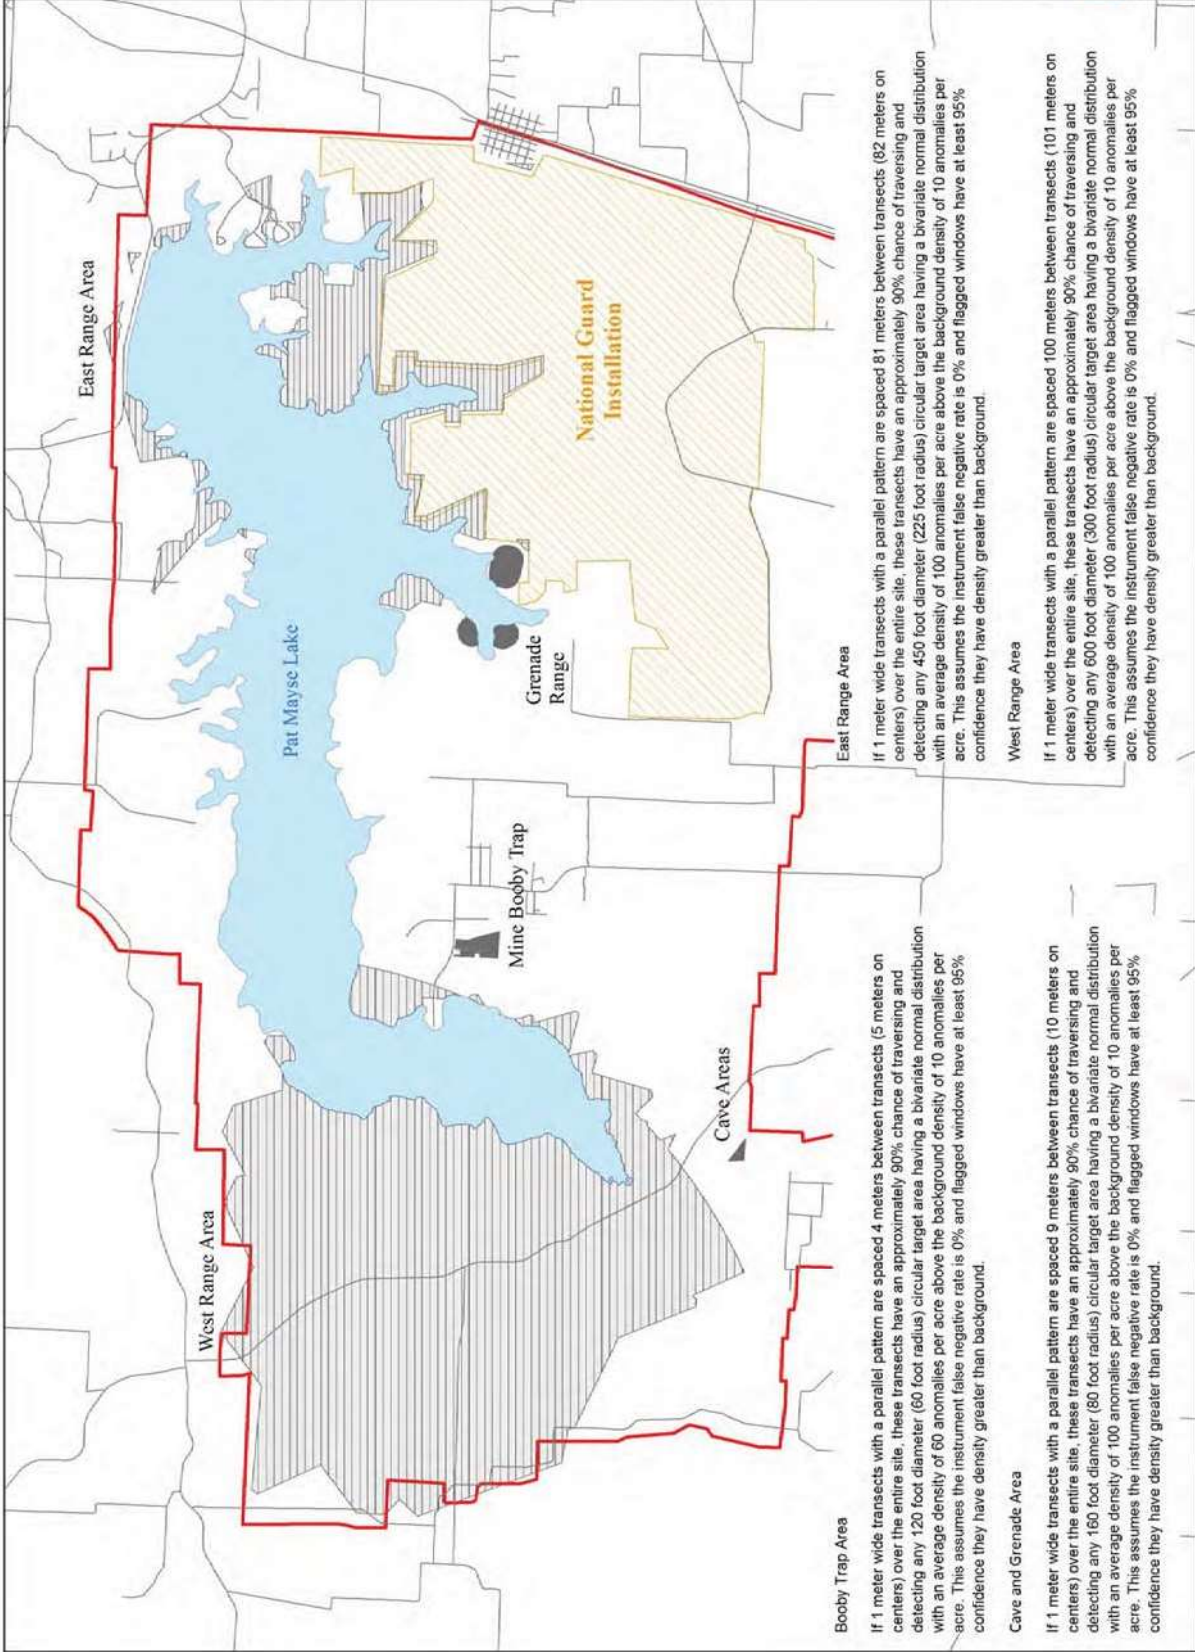 East Range Area
West Range Area
Pat Mayse Lake
National Guard
Installation
Grenade
Range
Mine Booby Trap
Cave Areas
Booby Trap Area
If 1 meter wide transects with a parallel pattern are spaced 4 meters between transects (5 meters on
centers) over the entire site, these transects have an approximately 90% chance of traversing and
detecting any 120 foot diameter (60 foot radius) circular target area having a bivariate normal distribution
with an average density of 60 anomalies per acre above the background density of 10 anomalies per
acre. This assumes the instrument false negative rate is 0% and flagged windows have at least 95%
confidence they have density greater than background.
Cave and Grenade Area
If 1 meter wide transects with a parallel pattern are spaced 9 meters between transects (10 meters on
centers) over the entire site, these transects have an approximately 90% chance of traversing and
detecting any 160 foot diameter (80 foot radius) circular target area having a bivariate normal distribution
with an average density of 100 anomalies per acre above the background density of 10 anomalies per
acre. This assumes the instrument false negative rate is 0% and flagged windows have at least 95%
confidence they have density greater than background.
East Range Area
If 1 meter wide transects with a parallel pattern are spaced 81 meters between transects (82 meters on
centers) over the entire site, these transects have an approximately 90% chance of traversing and
detecting any 450 foot diameter (225 foot radius) circular target area having a bivariate normal distribution
with an average density of 100 anomalies per acre above the background density of 10 anomalies per
acre. This assumes the instrument false negative rate is 0% and flagged windows have at least 95%
confidence they have density greater than background.
West Range Area
If 1 meter wide transects with a parallel pattern are spaced 100 meters between transects (101 meters on
centers) over the entire site, these transects have an approximately 90% chance of traversing and
detecting any 600 foot diameter (300 foot radius) circular target area having a bivariate normal distribution
with an average density of 100 anomalies per acre above the background density of 10 anomalies per
acre. This assumes the instrument false negative rate is 0% and flagged windows have at least 95%
confidence they have density greater than background.